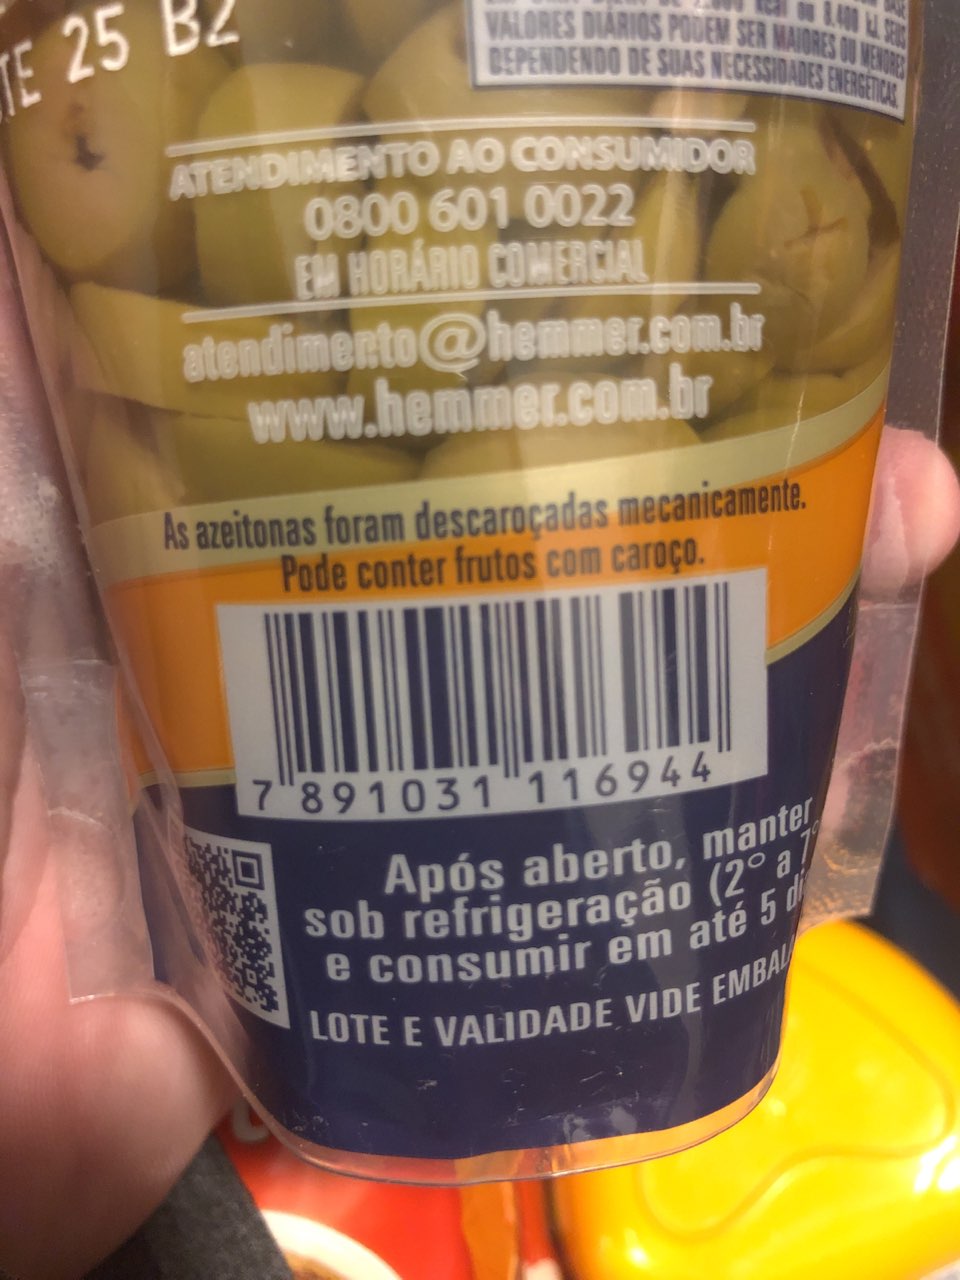 TE 25 B2
VALORES DIÁRIOS PODEM SER MAIORES OU MENORES
DEPENDENDO DE SUAS NECESSIDADES ENERGÉTICAS.
ATENDIMENTO AO CONSUMIDOR
0800 601 0022
EM HORÁRIO COMERCIAL
atendimento@hemmer.com.br
www.hemmer.com.br
As azeitonas foram descaroçadas mecanicamente.
Pode conter frutos com caroço.
7 891031 116944
Após aberto, manter
sob refrigeração (2° a 7°
e consumir em até 5 di
LOTE E VALIDADE VIDE EMBAL